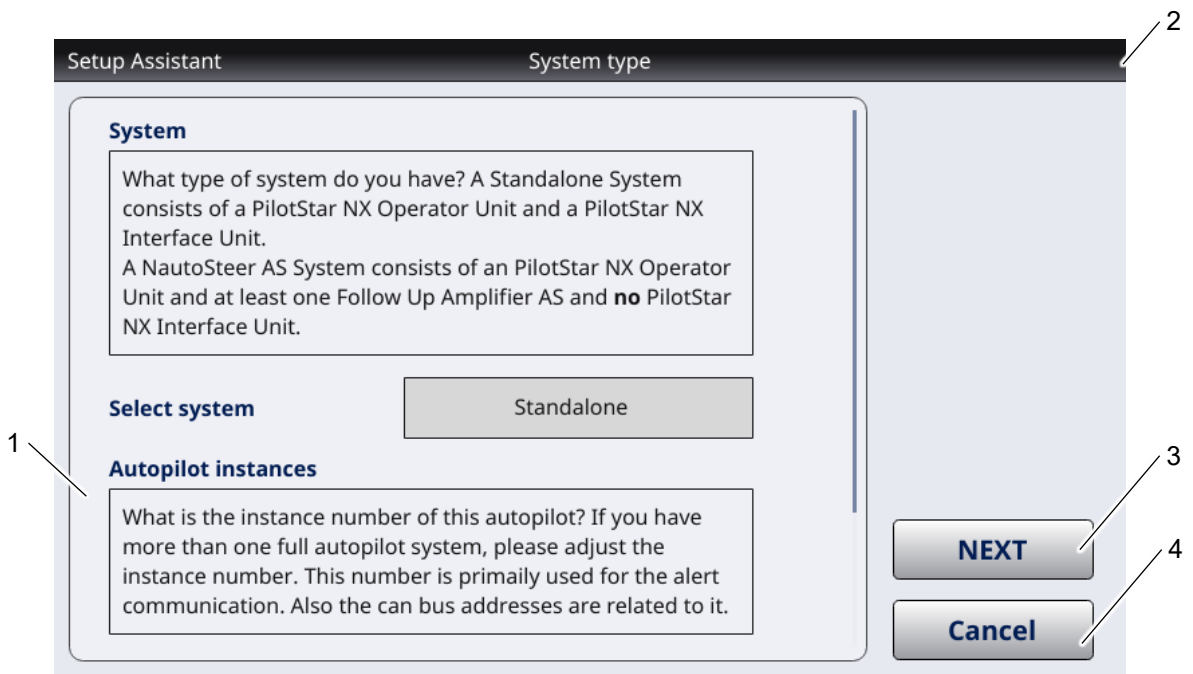 2
Setup Assistant System type
System
What type of system do you have? A Standalone System
consists of a PilotStar NX Operator Unit and a PilotStar NX
Interface Unit.
A NautoSteer AS System consists of an PilotStar NX Operator
Unit and at least one Follow Up Amplifier AS and no PilotStar
NX Interface Unit.
Select system Standalone
1
Autopilot instances
What is the instance number of this autopilot? If you have
more than one full autopilot system, please adjust the
instance number. This number is primaily used for the alert
communication. Also the can bus addresses are related to it.
3
NEXT
4
Cancel